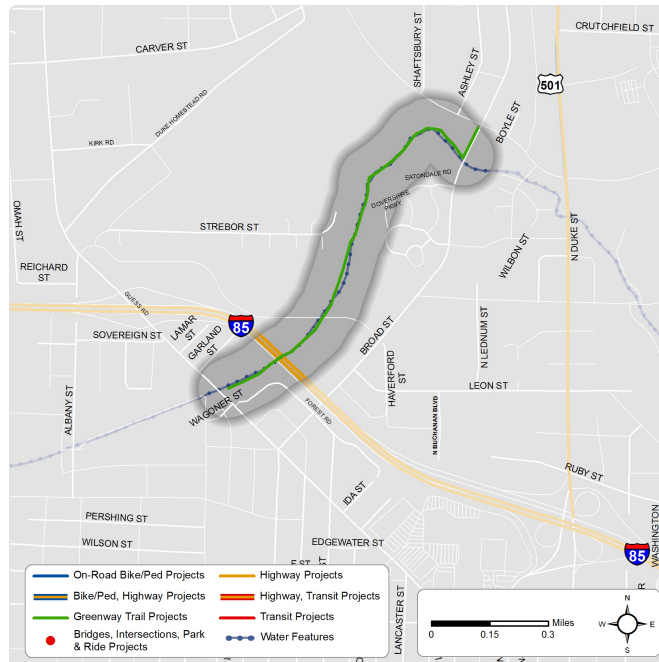 CRUTCHFIELD ST
CARVER ST
SHAFTSBURY ST
ASHLEY ST
501
BOYLE ST
DUKE HOMESTEAD RD
KIRK RD
EATONDALE RD
DOVERSHIRE
PKWY
OMAH ST
STREBOR ST
N DUKE ST
WILBON ST
REICHARD
ST
GUESS RD
LAMAR
ST
85
GARLAND
ST
SOVEREIGN ST
BROAD ST
N LEDNUM ST
HAVERFORD
ST
LEON ST
WAGONER ST
FOREST RD
ALBANY ST
N BUCHANAN BLVD
RUBY ST
IDA ST
PERSHING ST
WILSON ST
EDGEWATER ST
85
WASHINGTON
LANCASTER ST
On-Road Bike/Ped Projects
Highway Projects
Bike/Ped, Highway Projects
Highway, Transit Projects
Greenway Trail Projects
Transit Projects
Bridges, Intersections, Park
& Ride Projects
Water Features
Miles
0 0.15 0.3
N
W E
S